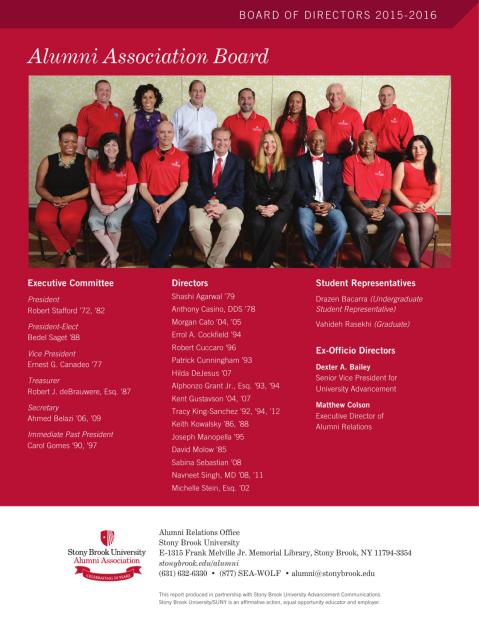 BOARD OF DIRECTORS 2015-2016
Alumni Association Board
Executive Committee
President
Robert Stafford '72, '82
President-Elect
Bedel Saget '88
Vice President
Ernest G. Canadeo '77
Treasurer
Robert J. deBrauwere, Esq. '87
Secretary
Ahmed Belazi '06, '09
Immediate Past President
Carol Gomes '90, '97
Directors
Shashi Agarwal '79
Anthony Casino, DDS '78
Morgan Cato '04, '05
Errol A. Cockfield '94
Robert Cuccaro '96
Patrick Cunningham '93
Hilda DeJesus '07
Alphonzo Grant Jr., Esq. '93, '94
Kent Gustavson '04, '07
Tracy King-Sanchez '92, '94, '12
Keith Kowalsky '86, '88
Joseph Manopella '95
David Molow '85
Sabina Sebastian '08
Navneet Singh, MD '08, '11
Michelle Stein, Esq. '02
Student Representatives
Drazen Bacarra (Undergraduate
Student Representative)
Vahideh Rasekhi (Graduate)
Ex-Officio Directors
Dexter A. Bailey
Senior Vice President for
University Advancement
Matthew Colson
Executive Director of
Alumni Relations
Stony Brook University
Alumni Association
CELEBRATING 50 YEARS
Alumni Relations Office
Stony Brook University
E-1315 Frank Melville Jr. Memorial Library, Stony Brook, NY 11794-3354
stonybrook.edu/alumni
(631) 632-6330 • (877) SEA-WOLF • alumni@stonybrook.edu
This report produced in partnership with Stony Brook University Advancement Communications.
Stony Brook University/SUNY is an affirmative action, equal opportunity educator and employer.